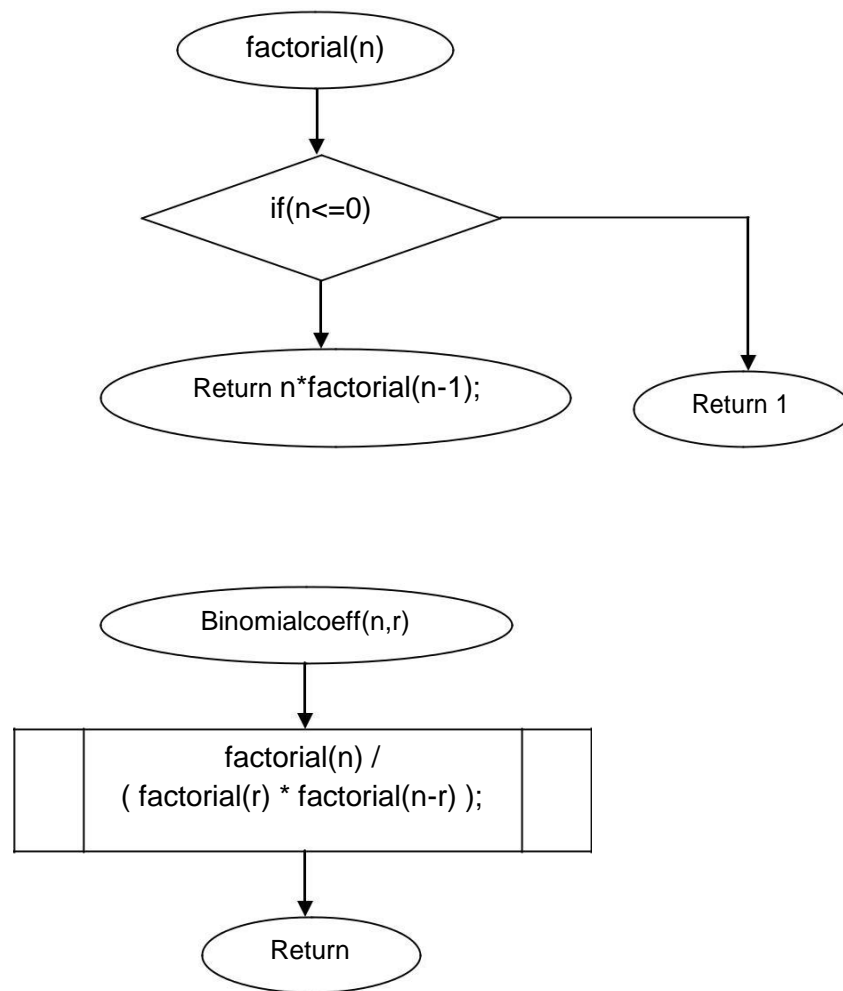 factorial(n)
if(n<=0)
Return n*factorial(n-1);
Return 1
Binomialcoeff(n,r)
factorial(n) /
( factorial(r) * factorial(n-r) );
Return